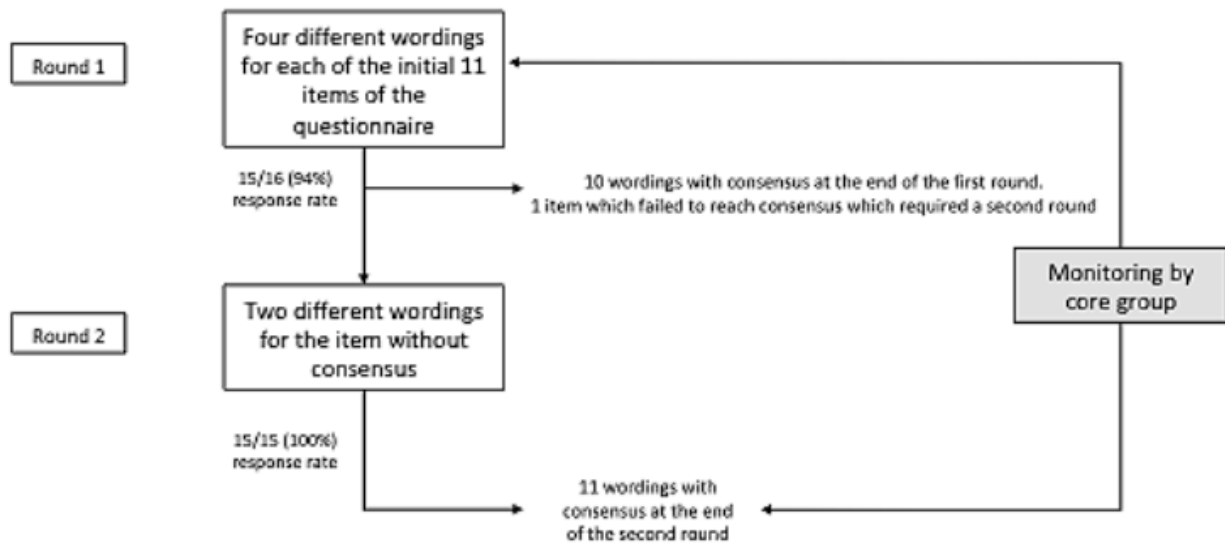 Round 1
Four different wordings
for each of the initial 11
items of the
questionnaire
15/16 (94%)
response rate
10 wordings with consensus at the end of the first round.
1 item which failed to reach consensus which required a second round
Monitoring by
core group
Round 2
Two different wordings
for the item without
consensus
15/15 (100%)
response rate
11 wordings with
consensus at the end
of the second round